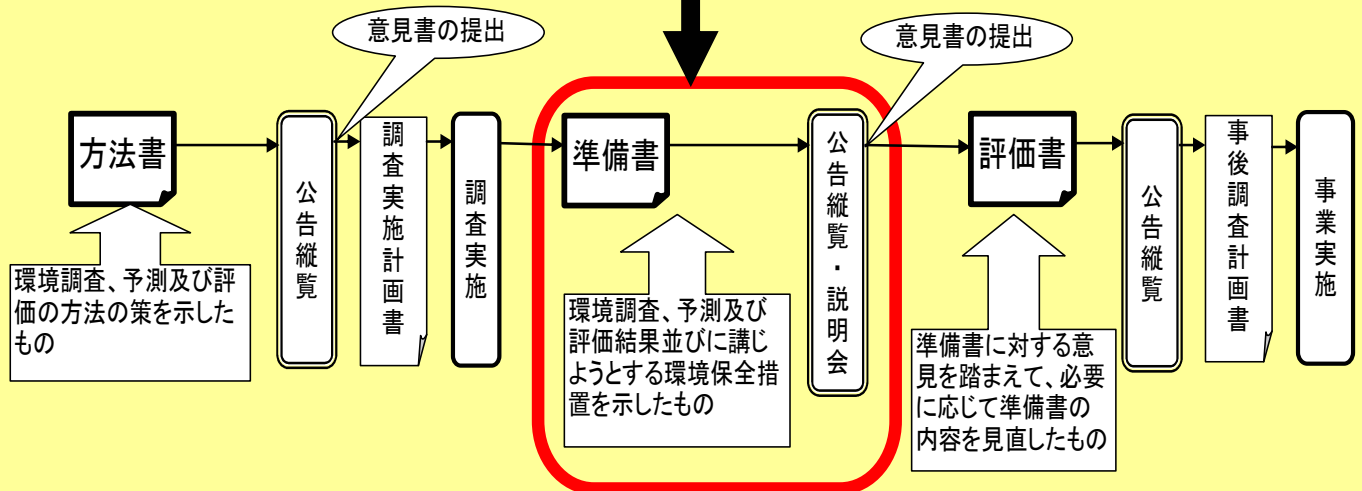 意見書の提出
意見書の提出
方法書
公告縦覧
調査実施計画書
調査実施
準備書
公告縦覧・説明会
評価書
公告縦覧
事後調査計画書
事業実施
環境調査、予測及び評
価の方法の策を示した
もの
環境調査、予測及び
評価結果並びに講じ
ようとする環境保全措
置を示したもの
準備書に対する意
見を踏まえて、必要
に応じて準備書の
内容を見直したもの